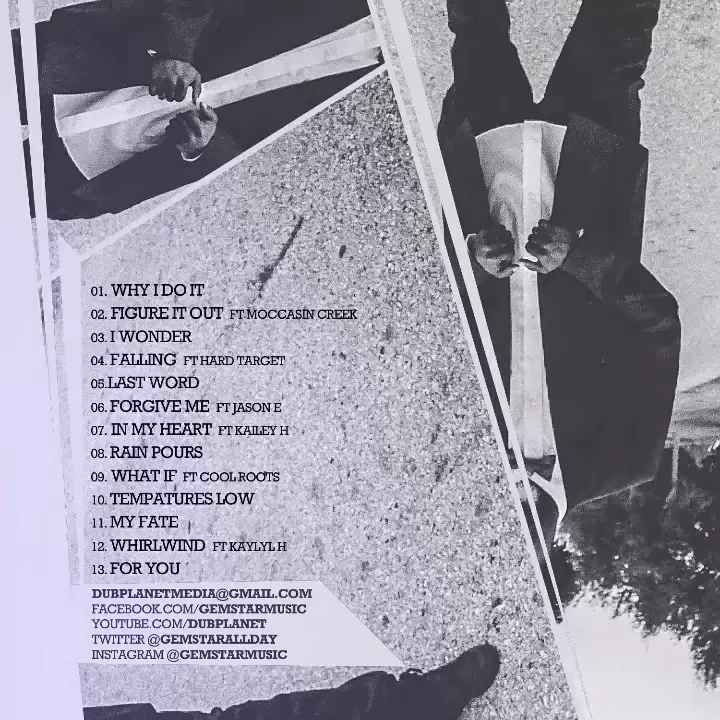 01. WHY I DO IT
02. FIGURE IT OUT FT MOCCASIN CREEK
03. I WONDER
04. FALLING FT HARD TARGET
05.LAST WORD
06. FORGIVE ME FT JASON E
07. IN MY HEART FT KAILEY H
08. RAIN POURS
09. WHAT IF FT COOL ROOTS
10. TEMPATURES LOW
11. MY FATE
12. WHIRLWIND FT KAYLYL H
13. FOR YOU
DUBPLANETMEDIA@GMAIL.COM
FACEBOOK.COM/GEMSTARMUSIC
YOUTUBE.COM/DUBPLANET
TWITTER @GEMSTARALLDAY
INSTAGRAM @GEMSTARMUSIC